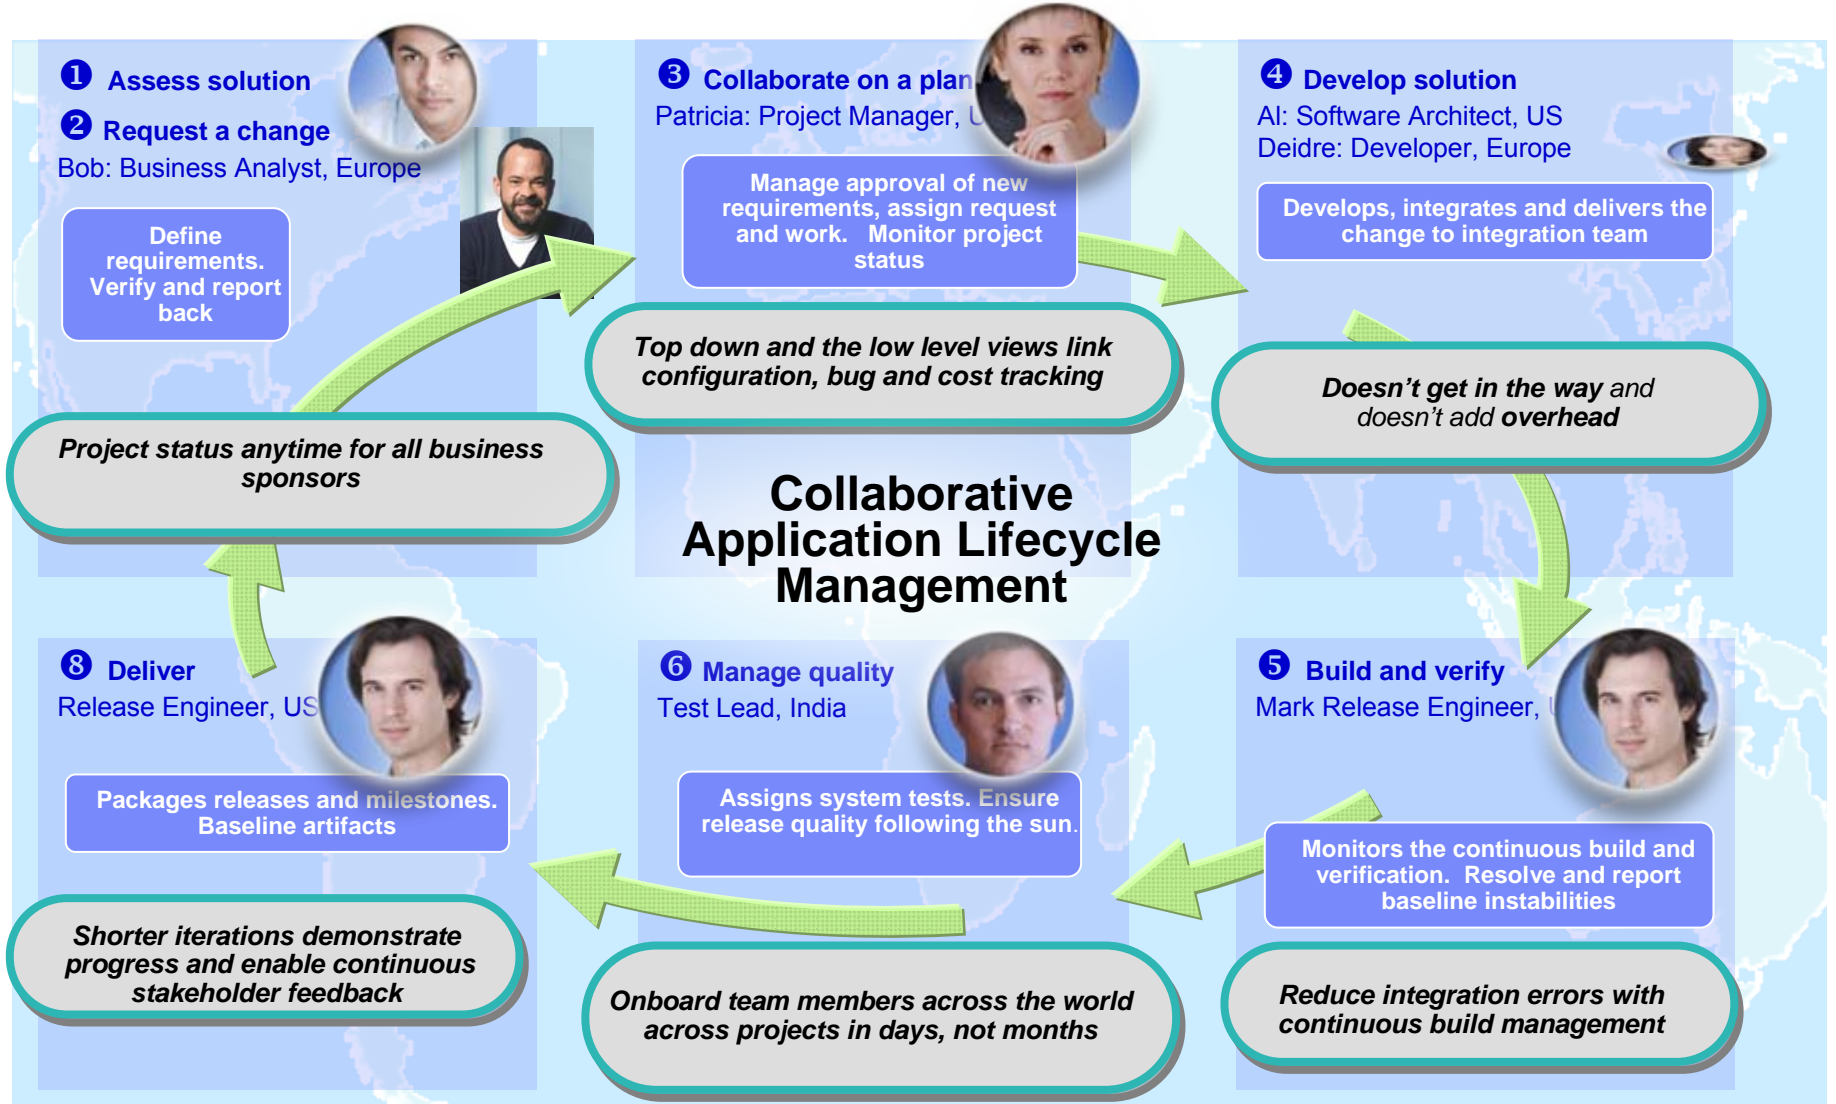 ❶ Assess solution
❷ Request a change
Bob: Business Analyst, Europe
Define
requirements.
Verify and report
back
Project status anytime for all business
sponsors
❸ Collaborate on a plan
Patricia: Project Manager,
Manage approval of new
requirements, assign request
and work. Monitor project
status
Top down and the low level views link
configuration, bug and cost tracking
❹ Develop solution
Al: Software Architect, US
Deidre: Developer, Europe
Develops, integrates and delivers the
change to integration team
Doesn’t get in the way and
doesn’t add overhead
Collaborative
Application Lifecycle
Management
❽ Deliver
Release Engineer, US
Packages releases and milestones.
Baseline artifacts
Shorter iterations demonstrate
progress and enable continuous
stakeholder feedback
❻ Manage quality
Test Lead, India
Assigns system tests. Ensure
release quality following the sun.
Onboard team members across the world
across projects in days, not months
❺ Build and verify
Mark Release Engineer,
Monitors the continuous build and
verification. Resolve and report
baseline instabilities
Reduce integration errors with
continuous build management